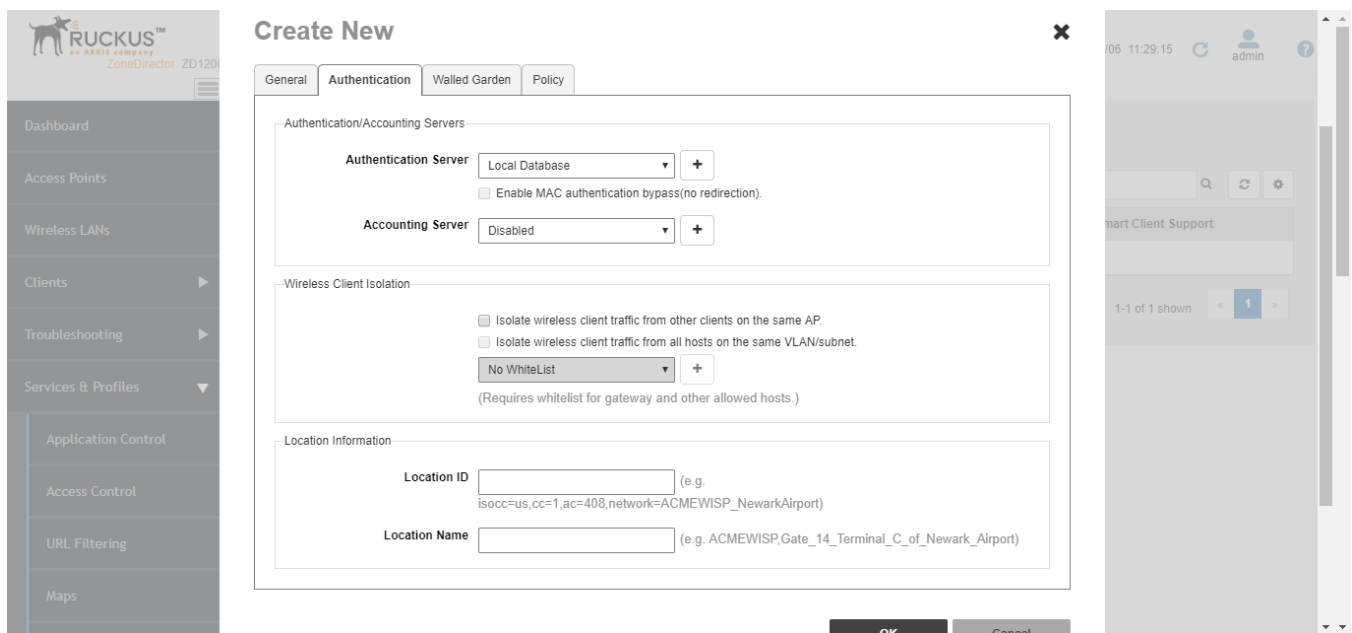 RUCKUS™
an ARRIS company
ZoneDirector ZD120
Dashboard
Access Points
Wireless LANs
Clients
Troubleshooting
Services & Profiles
Application Control
Access Control
URL Filtering
Maps
Create New
General
Authentication
Walled Garden
Policy
Authentication/Accounting Servers
Authentication Server
Local Database
+
Enable MAC authentication bypass(no redirection).
Accounting Server
Disabled
+
Wireless Client Isolation
Isolate wireless client traffic from other clients on the same AP.
Isolate wireless client traffic from all hosts on the same VLAN/subnet.
No WhiteList
+
(Requires whitelist for gateway and other allowed hosts.)
Location Information
Location ID
(e.g.
isocc=us,cc=1,ac=408,network=ACMEWISP_NewarkAirport)
Location Name
(e.g. ACMEWISP,Gate_14_Terminal_C_of_Newark_Airport)
OK
Cancel
/06 11:29:15
admin
?
mart Client Support
1-1 of 1 shown
«
1
»